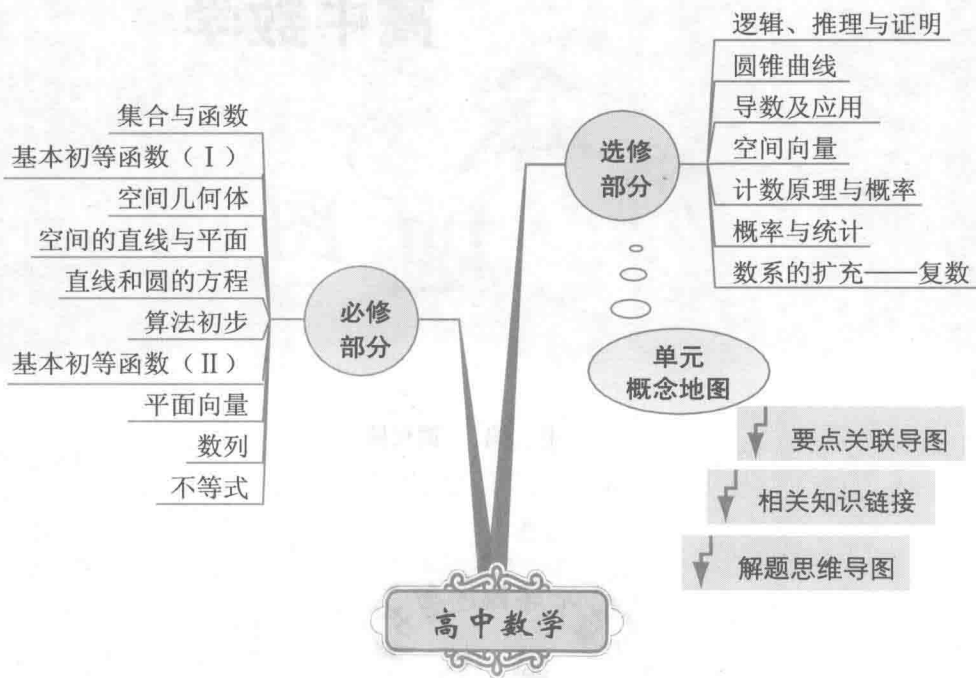 逻辑、推理与证明
圆锥曲线
导数及应用
空间向量
计数原理与概率
概率与统计
数系的扩充——复数
选修
部分
集合与函数
基本初等函数（Ⅰ）
空间几何体
空间的直线与平面
直线和圆的方程
算法初步
基本初等函数（Ⅱ）
平面向量
数列
不等式
必修
部分
单元
概念地图
要点关联导图
相关知识链接
解题思维导图
高中数学